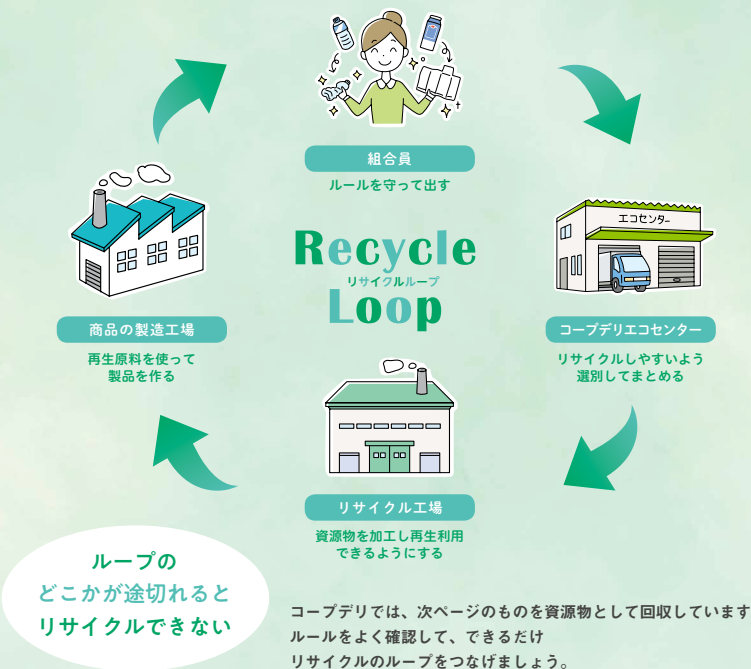 組合員
ルールを守って出す
Recycle
リサイクルループ
Loop
エコセンター
コープデリエコセンター
リサイクルしやすいよう
選別してまとめる
リサイクル工場
資源物を加工し再生利用
できるようにする
商品の製造工場
再生原料を使って
製品を作る
ループの
どこかが途切れると
リサイクルできない
コープデリでは、次ページのものを資源物として回収しています
ルールをよく確認して、できるだけ
リサイクルのループをつなげましょう。